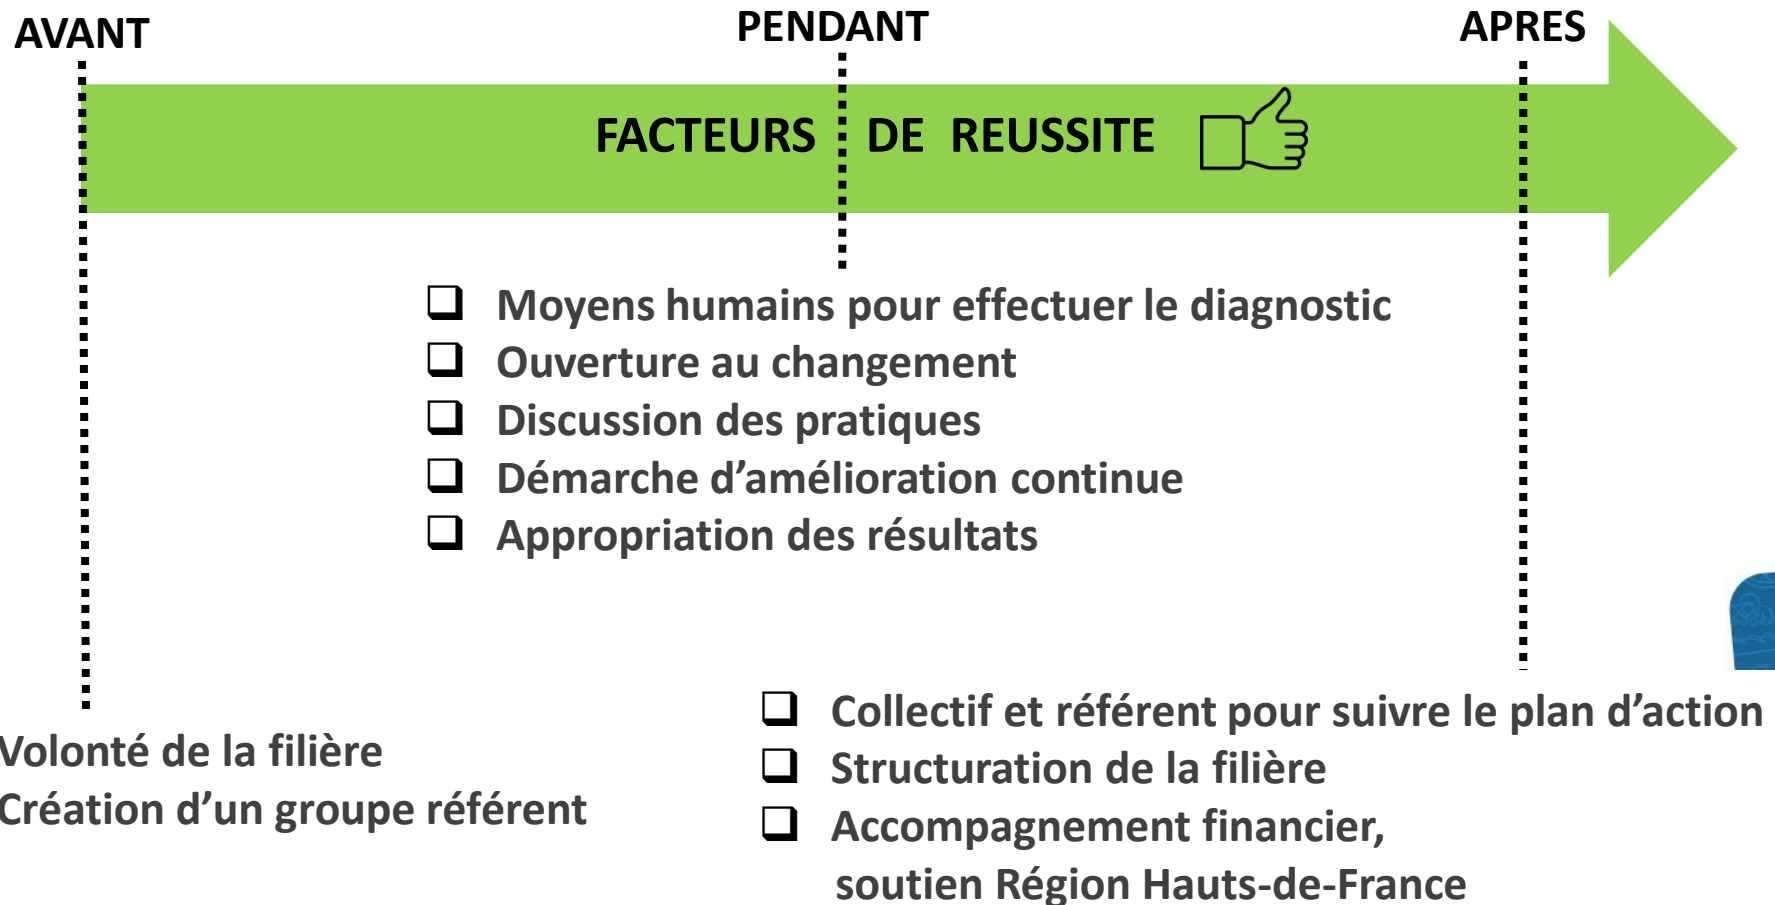 AVANT
PENDANT
APRES
FACTEURS DE REUSSITE
Moyens humains pour effectuer le diagnostic
Ouverture au changement
Discussion des pratiques
Démarche d’amélioration continue
Appropriation des résultats
Volonté de la filière
Création d’un groupe référent
Collectif et référent pour suivre le plan d’action
Structuration de la filière
Accompagnement financier,
soutien Région Hauts-de-France